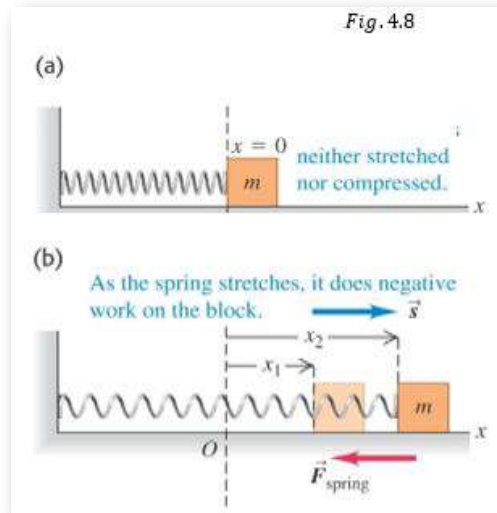 Fig.4.8
(a)
x = 0
neither stretched
nor compressed.
m
x
(b)
As the spring stretches, it does negative
work on the block.
s
x₂
x₁
m
x
O
F spring